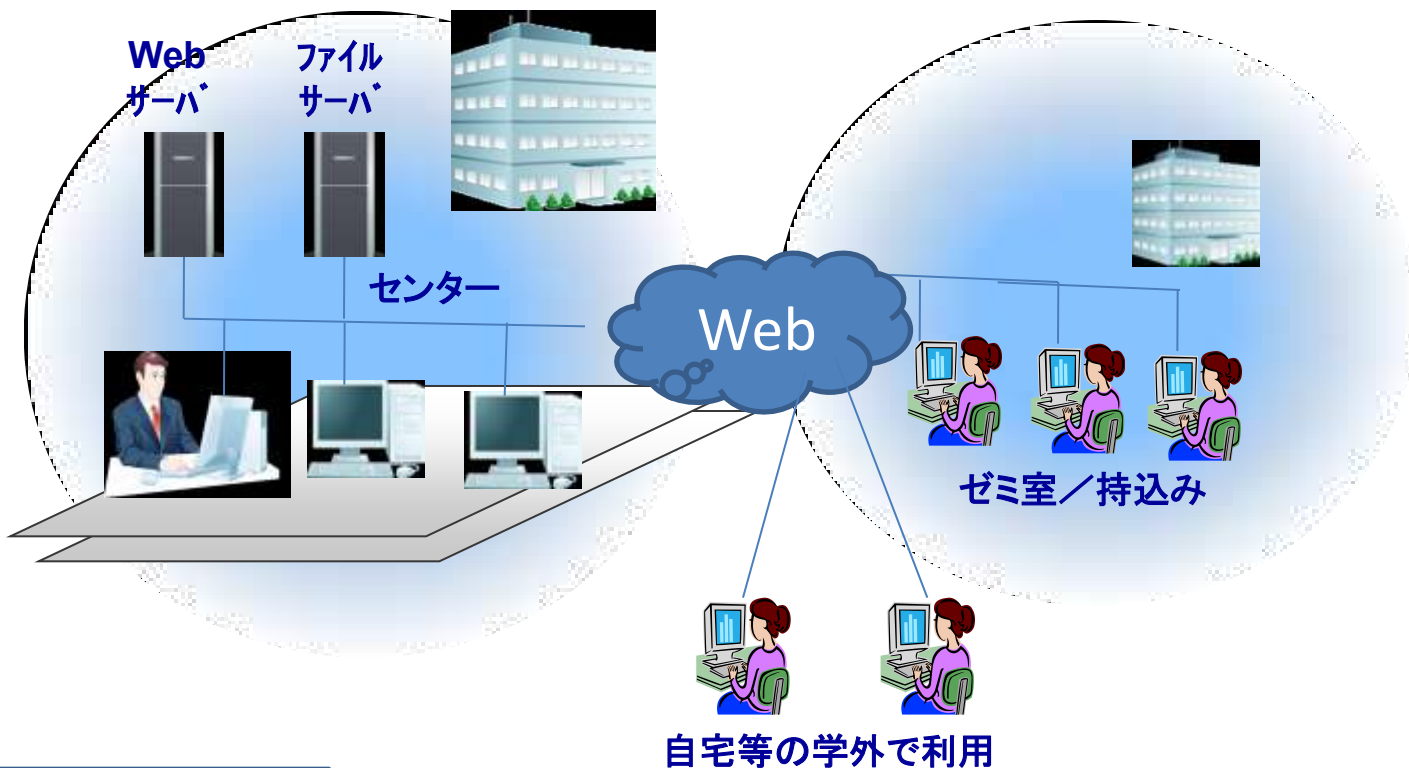 Web
サーバ
ファイル
サーバ
センター
Web
ゼミ室／持込み
自宅等の学外で利用